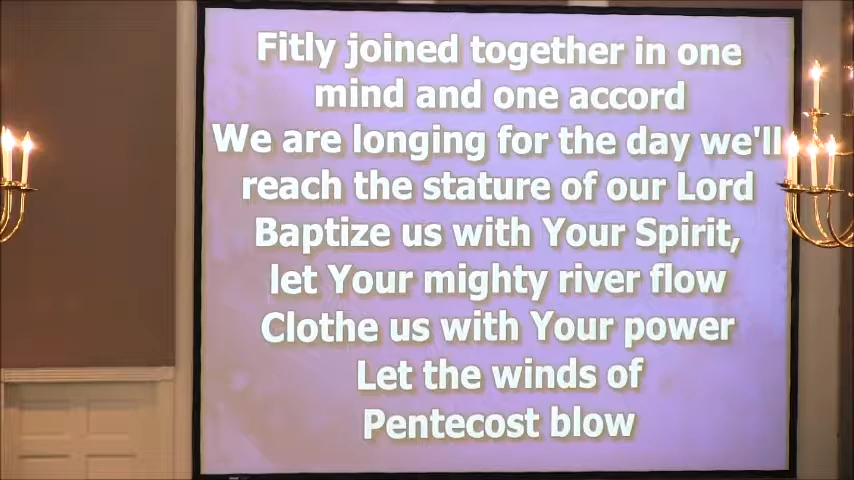 Fitly joined together in one
mind and one accord
We are longing for the day we'll
reach the stature of our Lord
Baptize us with Your Spirit,
let Your mighty river flow
Clothe us with Your power
Let the winds of
Pentecost blow